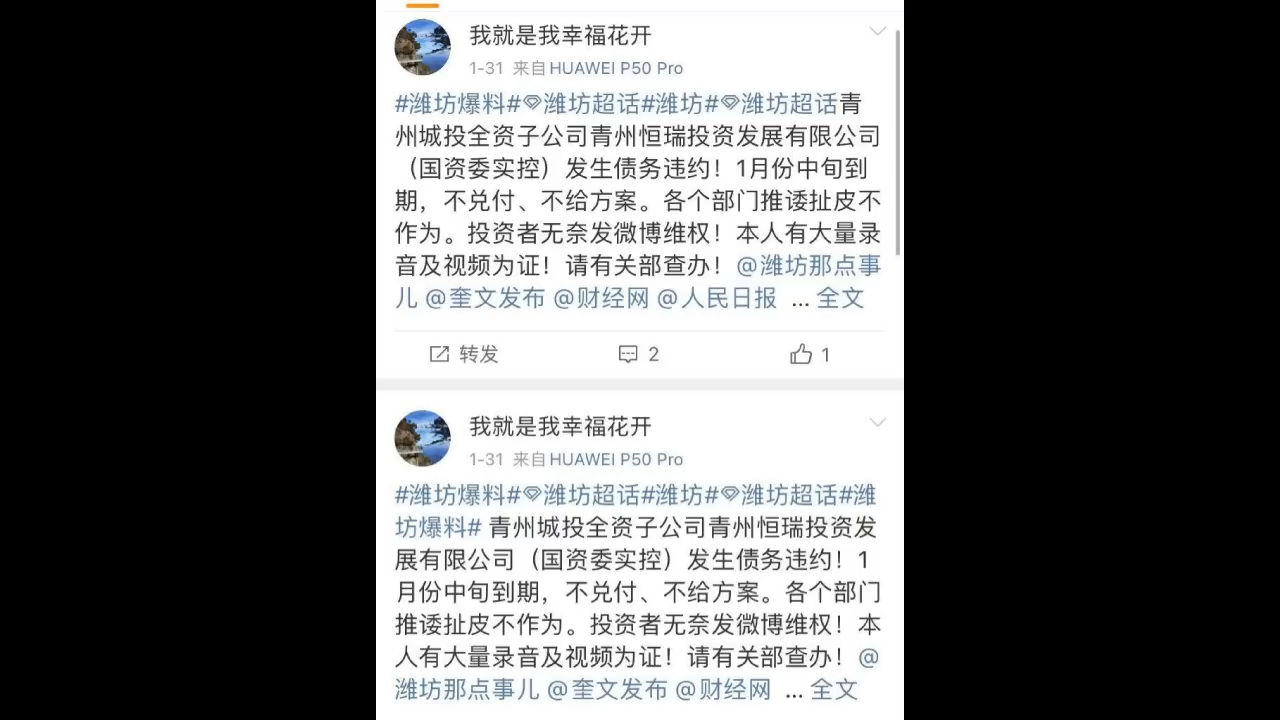 我就是我幸福花开
1-31 来自HUAWEI P50 Pro
#潍坊爆料#潍坊超话#潍坊#潍坊超话青
州城投全资子公司青州恒瑞投资发展有限公司
（国资委实控）发生债务违约！1月份中旬到
期，不兑付、不给方案。各个部门推诿扯皮不
作为。投资者无奈发微博维权！本人有大量录
音及视频为证！请有关部查办！@潍坊那点事
儿 @奎文发布 @财经网 @人民日报 ... 全文
转发 2 1
我就是我幸福花开
1-31 来自HUAWEI P50 Pro
#潍坊爆料#潍坊超话#潍坊#潍坊超话#潍
坊爆料# 青州城投全资子公司青州恒瑞投资发
展有限公司（国资委实控）发生债务违约！1
月份中旬到期，不兑付、不给方案。各个部门
推诿扯皮不作为。投资者无奈发微博维权！本
人有大量录音及视频为证！请有关部查办！@
潍坊那点事儿 @奎文发布 @财经网 ... 全文